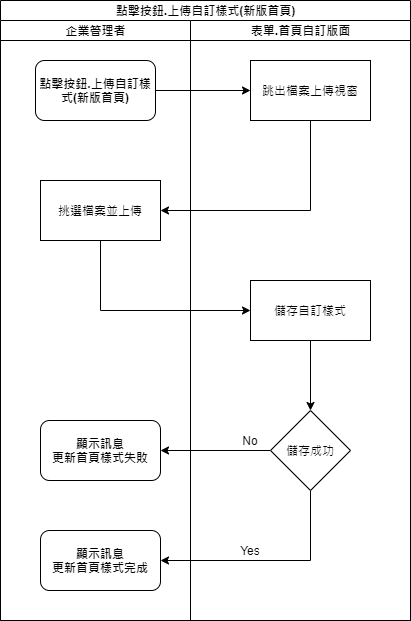 點擊按鈕.上傳自訂樣式(新版首頁)
企業管理者
表單.首頁自訂版面
點擊按鈕.上傳自訂樣
式(新版首頁)
跳出檔案上傳視窗
挑選檔案並上傳
儲存自訂樣式
儲存成功
No
顯示訊息
更新首頁樣式失敗
Yes
顯示訊息
更新首頁樣式完成